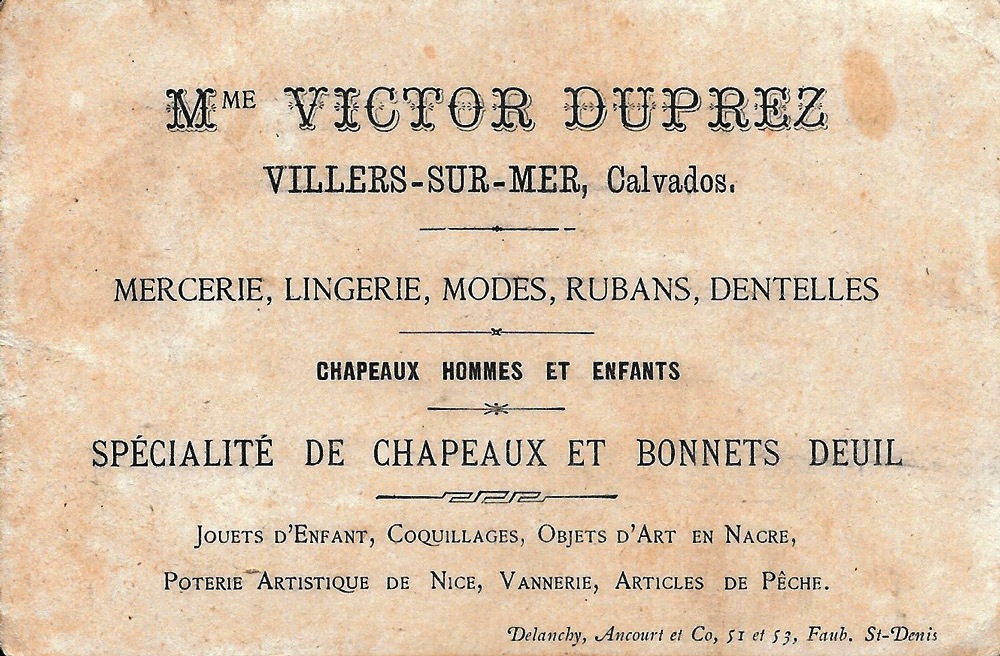 Mme VICTOR DUPREZ
VILLERS-SUR-MER, Calvados.
MERCERIE, LINGERIE, MODES, RUBANS, DENTELLES
CHAPEAUX HOMMES ET ENFANTS
SPÉCIALITÉ DE CHAPEAUX ET BONNETS DEUIL
JOUETS D'ENFANT, COQUILLAGES, OBJETS D'ART EN NACRE,
POTERIE ARTISTIQUE DE NICE, VANNERIE, ARTICLES DE PÊCHE.
Delanchy, Ancourt et Co, 51 et 53, Faub. St-Denis